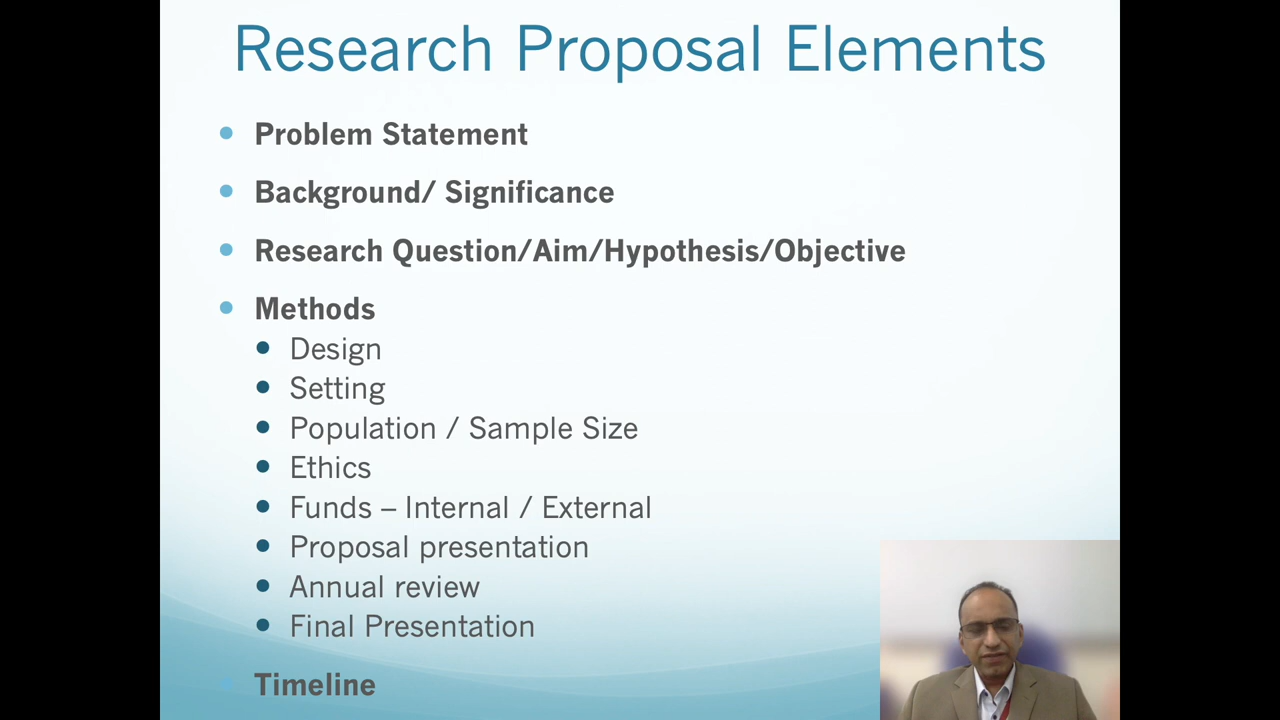 Research Proposal Elements
Problem Statement
Background/ Significance
Research Question/Aim/Hypothesis/Objective
Methods
Design
Setting
Population / Sample Size
Ethics
Funds – Internal / External
Proposal presentation
Annual review
Final Presentation
Timeline